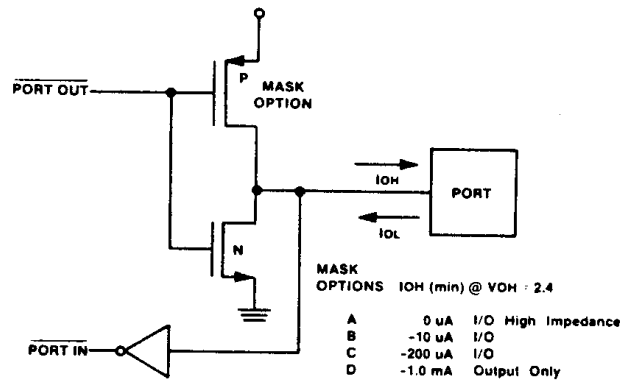 P
PORT OUT
MASK
OPTION
IOH
PORT
IOL
N
MASK
OPTIONS IOH (min) @ VOH : 2.4
A 0 uA I/O High Impedance
B -10 uA I/O
C -200 uA I/O
D -1.0 mA Output Only
PORT IN